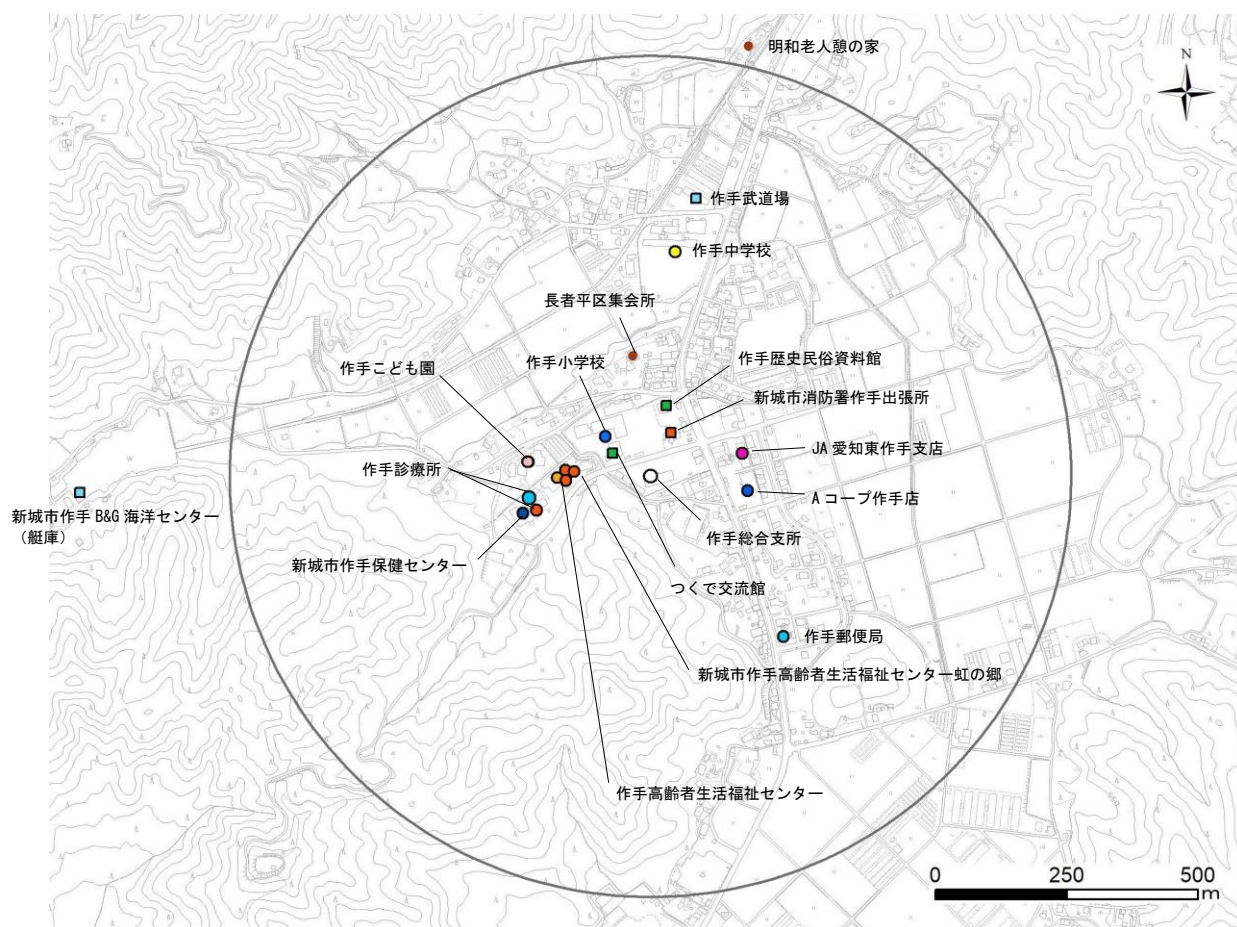 明和老人憩の家
N
作手武道場
作手中学校
長者平区集会所
作手小学校
作手歴史民俗資料館
作手こども園
新城市消防署作手出張所
JA愛知東作手支店
作手診療所
Aコープ作手店
新城市作手B&G海洋センター
（艇庫）
作手総合支所
新城市作手保健センター
つくで交流館
作手郵便局
新城市作手高齢者生活福祉センター虹の郷
作手高齢者生活福祉センター
0 250 500
m